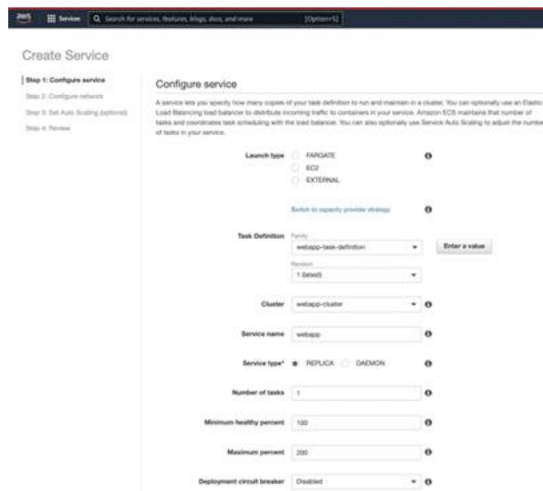 aws
Services
Search for services, features, blogs, docs, and more
[Option+S]
Create Service
Step 1: Configure service
Step 2: Configure network
Step 3: Set Auto Scaling (optional)
Step 4: Review
Configure service
A service lets you specify how many copies of your task definition to run and maintain in a cluster. You can optionally use an Elastic
Load Balancing load balancer to distribute incoming traffic to containers in your service. Amazon ECS maintains that number of
tasks and coordinates task scheduling with the load balancer. You can also optionally use Service Auto Scaling to adjust the number
of tasks in your service.
Launch type
FARGATE
EC2
EXTERNAL
Switch to capacity provider strategy
Task Definition
Family
webapp-task-definition
Enter a value
Revision
1 (latest)
Cluster
webapp-cluster
Service name
webapp
Service type*
REPLICA
DAEMON
Number of tasks
1
Minimum healthy percent
100
Maximum percent
200
Deployment circuit breaker
Disabled